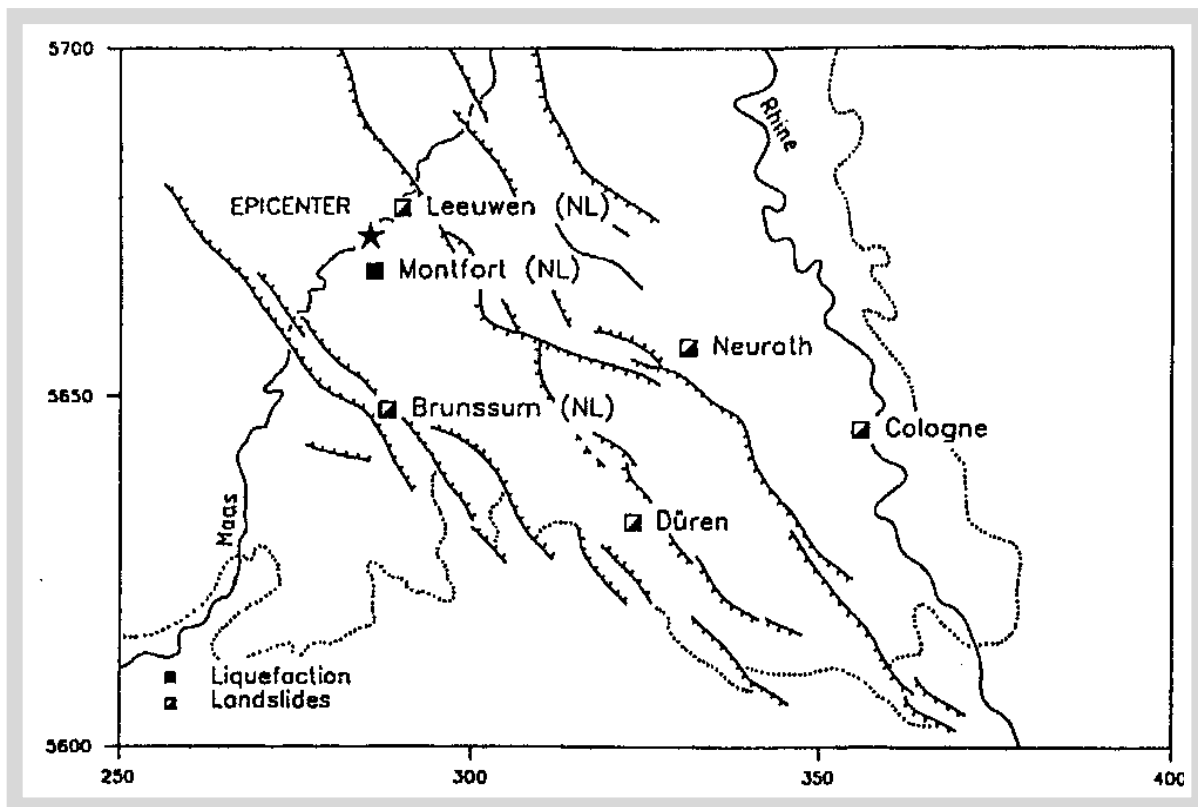 5700
Rhine
EPICENTER
Leeuwen (NL)
Montfort (NL)
Neurath
5650
Brunssum (NL)
Cologne
Maas
Düren
Liquefaction
Landslides
5600
250
300
350
400